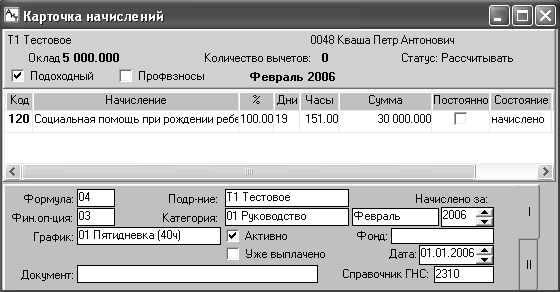 Карточка начислений
Т1 Тестовое 0048 Кваша Петр Антонович
Оклад 5 000.000 Количество вычетов: 0 Статус: Рассчитывать
Подоходный Профвзносы Февраль 2006
Код Начисление % Дни Часы Сумма Постоянно Состояние
120 Социальная помощь при рождении ребе 100.00 19 151.00 30 000.000 начислено
Формула: 04 Подр-ние: Т1 Тестовое Начислено за:
Фин.оп-ция: 03 Категория: 01 Руководство Февраль 2006
График: 01 Пятидневка (40ч) Активно Фонд:
Уже выплачено Дата: 01.01.2006
Документ: Справочник ГНС: 2310
I
II